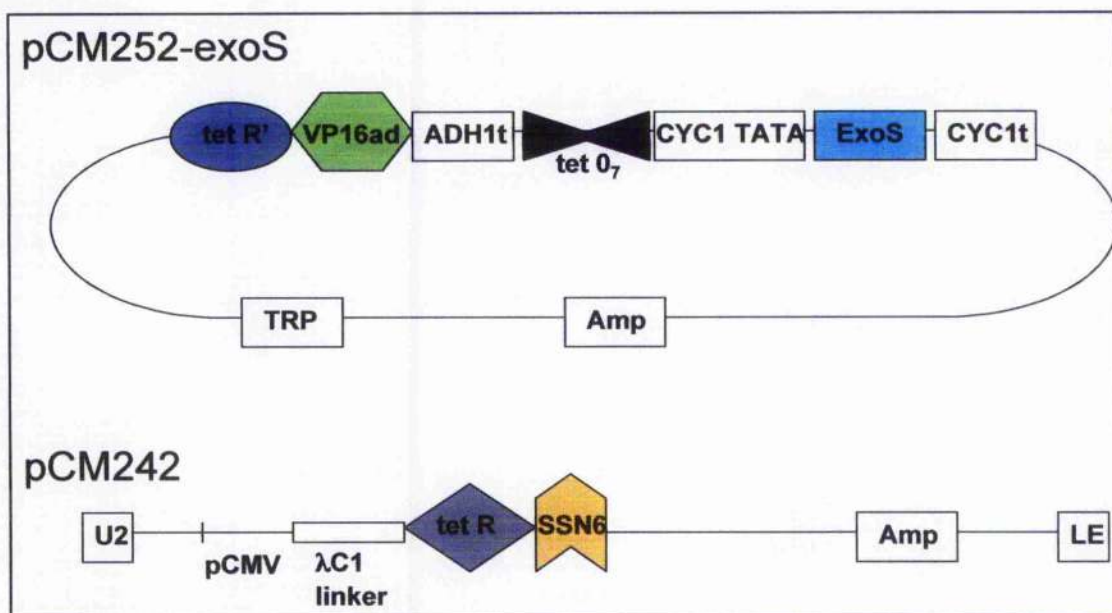 pCM252-exoS
tet R' VP16ad ADH1t CYC1 TATA ExoS CYC1t
tet 0₇
TRP Amp
pCM242
U2 tet R SSN6 Amp LE
pCMV λC1
linker